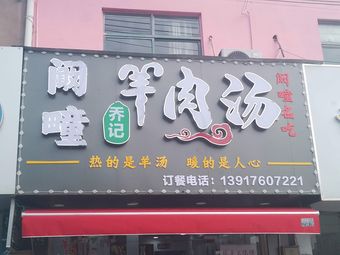 阚疃
乔记
羊肉汤
阚疃名吃
热的是羊汤 暖的是人心
订餐电话：13917607221